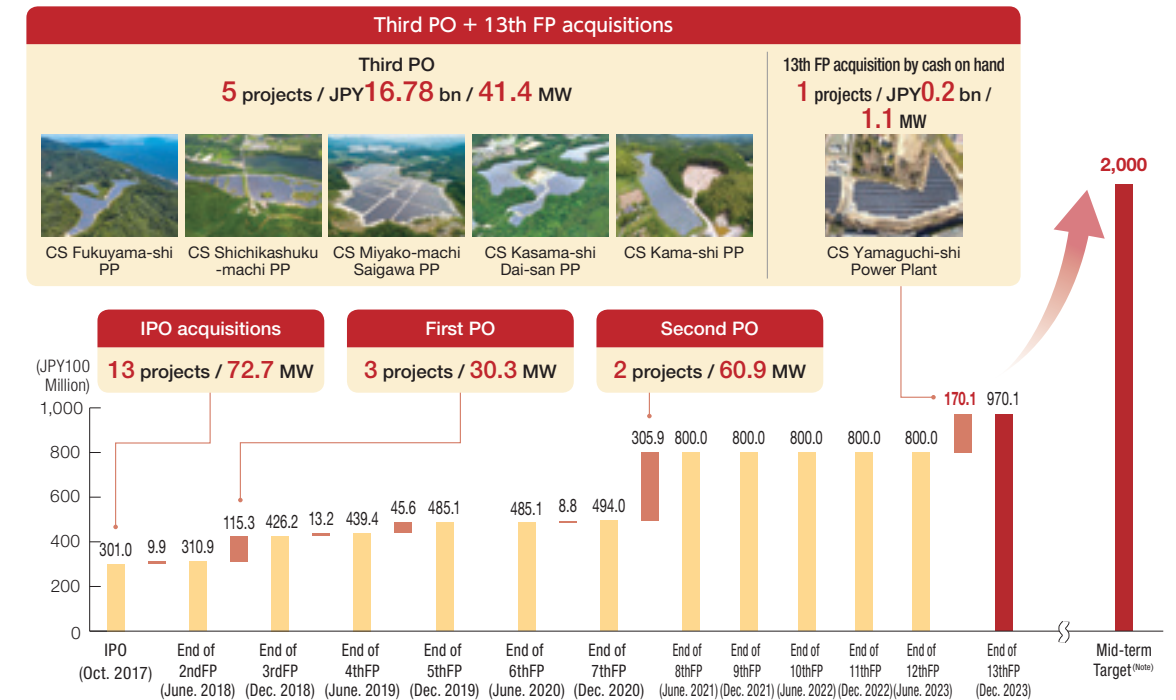 Third PO + 13th FP acquisitions
Third PO
5 projects / JPY16.78 bn / 41.4 MW
13th FP acquisition by cash on hand
1 projects / JPY0.2 bn /
1.1 MW
CS Fukuyama-shi
PP
CS Shichikashuku
-machi PP
CS Miyako-machi
Saigawa PP
CS Kasama-shi
Dai-san PP
CS Kama-shi PP
CS Yamaguchi-shi
Power Plant
2,000
IPO acquisitions
13 projects / 72.7 MW
First PO
3 projects / 30.3 MW
Second PO
2 projects / 60.9 MW
(JPY100
Million)
1,000
800
600
400
200
0
301.0
9.9
310.9
115.3
426.2
13.2
439.4
45.6
485.1
485.1
8.8
494.0
305.9
800.0
800.0
800.0
800.0
800.0
170.1
970.1
IPO
(Oct. 2017)
End of
2ndFP
(June. 2018)
End of
3rdFP
(Dec. 2018)
End of
4thFP
(June. 2019)
End of
5thFP
(Dec. 2019)
End of
6thFP
(June. 2020)
End of
7thFP
(Dec. 2020)
End of
8thFP
(June. 2021)
End of
9thFP
(Dec. 2021)
End of
10thFP
(June. 2022)
End of
11thFP
(Dec. 2022)
End of
12thFP
(June. 2023)
End of
13thFP
(Dec. 2023)
Mid-term
Target(Note)